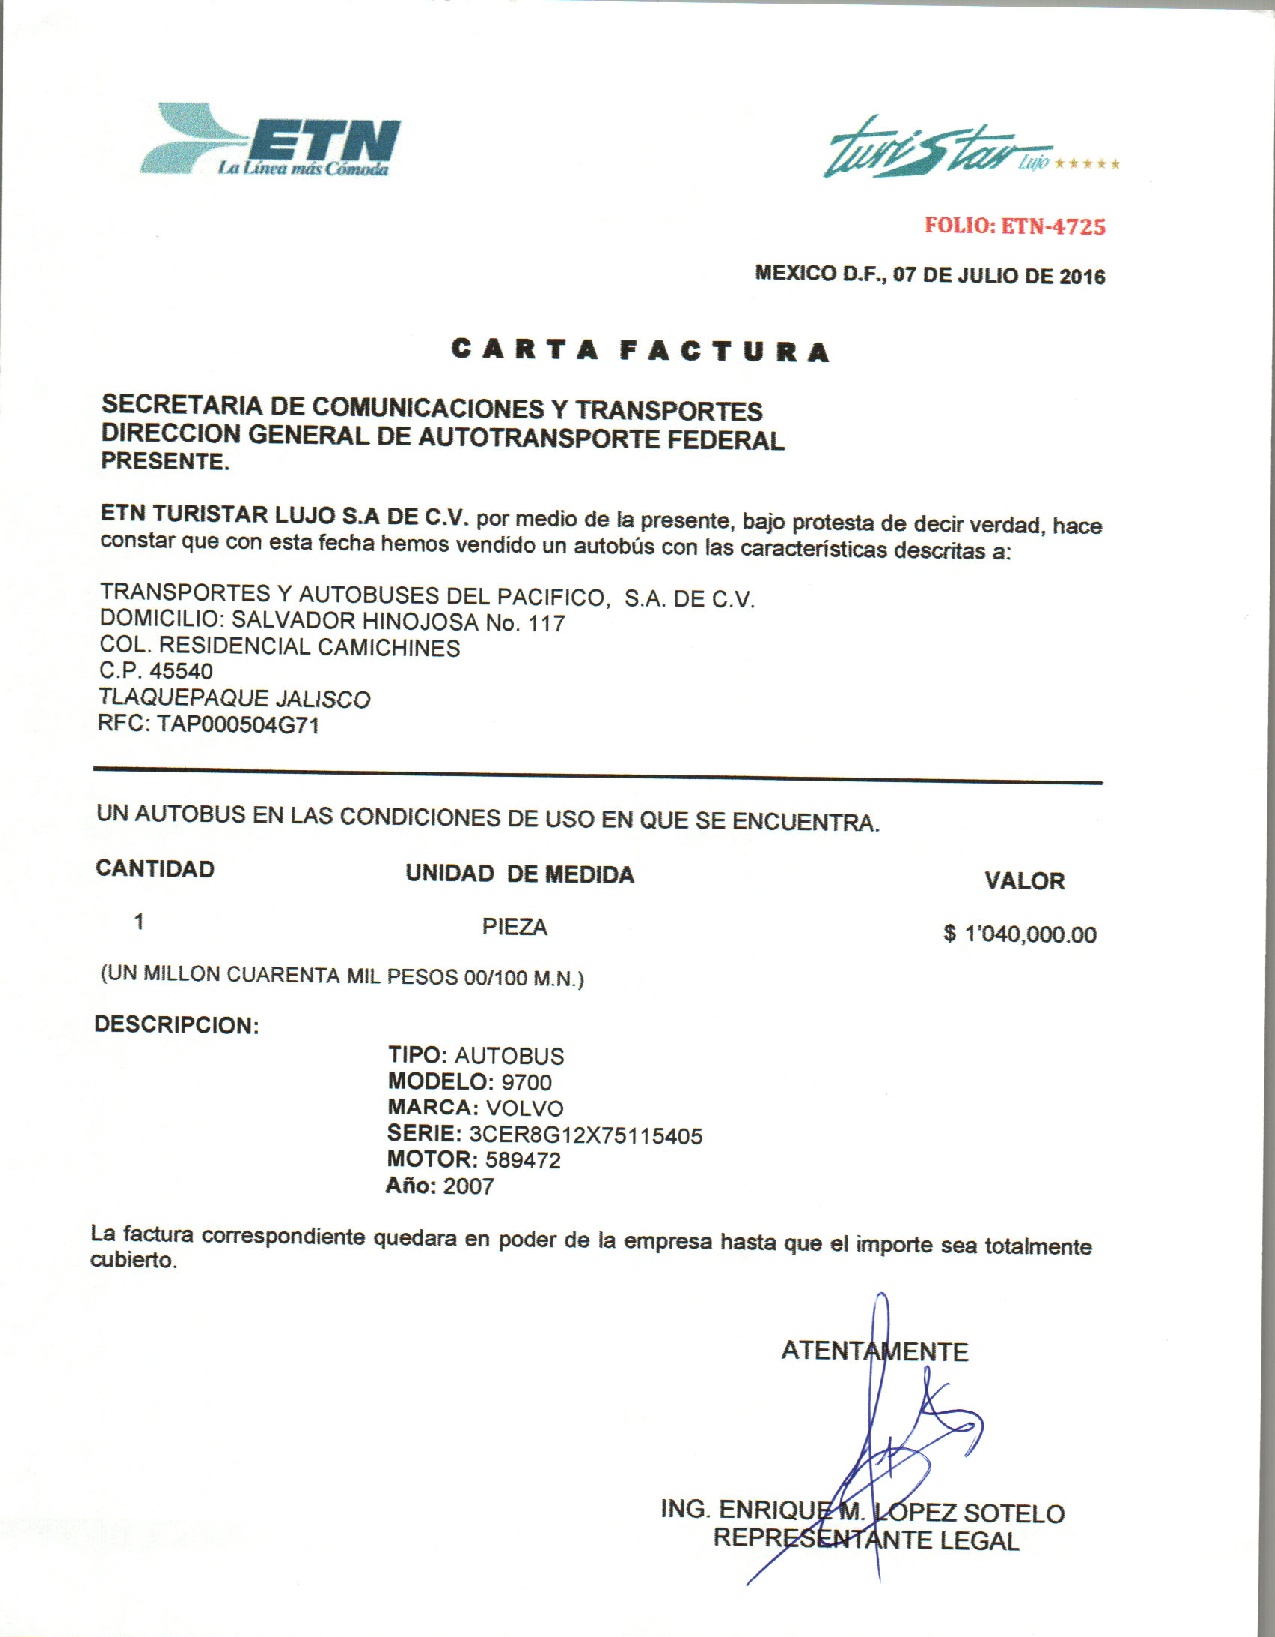 ETN
La Línea más Cómoda
turiStar Lujo
FOLIO: ETN-4725
MEXICO D.F., 07 DE JULIO DE 2016
CARTA FACTURA
SECRETARIA DE COMUNICACIONES Y TRANSPORTES
DIRECCION GENERAL DE AUTOTRANSPORTE FEDERAL
PRESENTE.
ETN TURISTAR LUJO S.A DE C.V. por medio de la presente, bajo protesta de decir verdad, hace
constar que con esta fecha hemos vendido un autobús con las características descritas a:
TRANSPORTES Y AUTOBUSES DEL PACIFICO, S.A. DE C.V.
DOMICILIO: SALVADOR HINOJOSA No. 117
COL. RESIDENCIAL CAMICHINES
C.P. 45540
TLAQUEPAQUE JALISCO
RFC: TAP000504G71
UN AUTOBUS EN LAS CONDICIONES DE USO EN QUE SE ENCUENTRA.
CANTIDAD UNIDAD DE MEDIDA VALOR
1 PIEZA $ 1'040,000.00
(UN MILLON CUARENTA MIL PESOS 00/100 M.N.)
DESCRIPCION:
TIPO: AUTOBUS
MODELO: 9700
MARCA: VOLVO
SERIE: 3CER8G12X75115405
MOTOR: 589472
Año: 2007
La factura correspondiente quedara en poder de la empresa hasta que el importe sea totalmente
cubierto.
ATENTAMENTE
ING. ENRIQUE M. LOPEZ SOTELO
REPRESENTANTE LEGAL